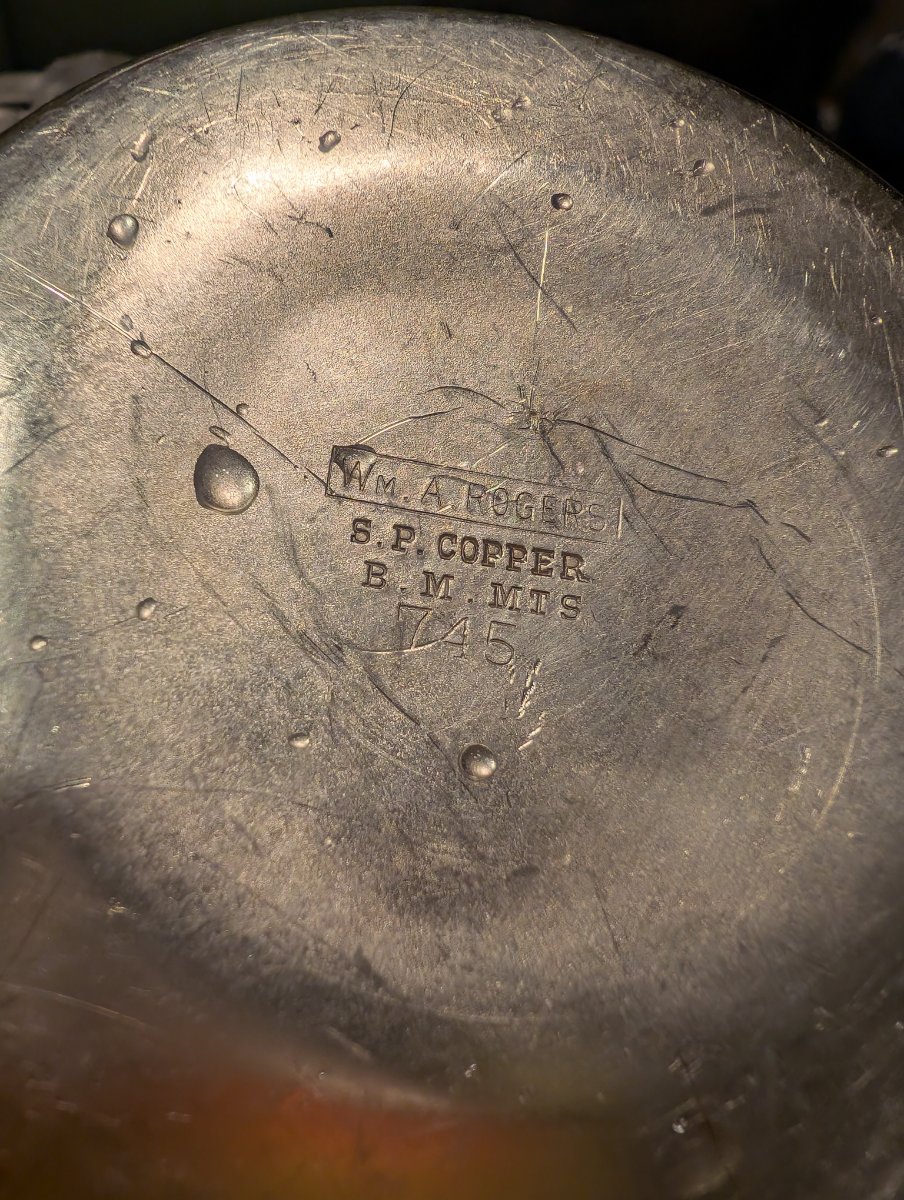 WM. A. ROGERS
S.P. COPPER
B.M.MTS
745